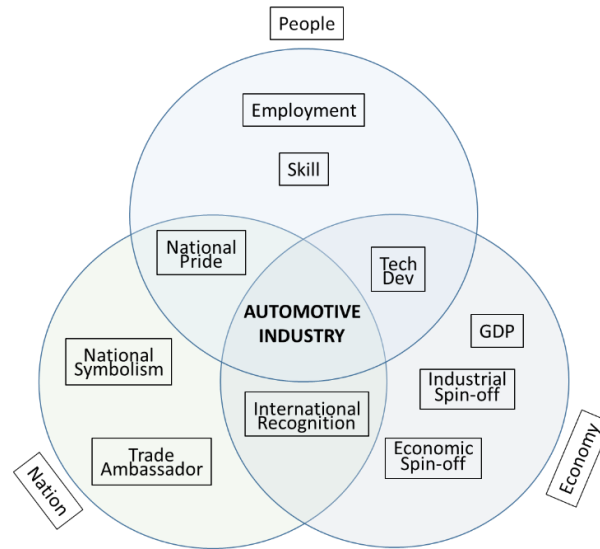 People
Employment
Skill
National
Pride
Tech
Dev
AUTOMOTIVE
INDUSTRY
GDP
National
Symbolism
Industrial
Spin-off
International
Recognition
Trade
Ambassador
Economic
Spin-off
Nation
Economy